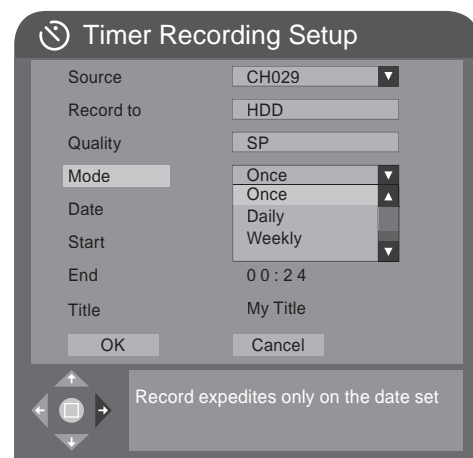 Timer Recording Setup
Source CH029
Record to HDD
Quality SP
Mode Once
Once
Date
Daily
Start
Weekly
End 00:24
Title My Title
OK Cancel
Record expedites only on the date set